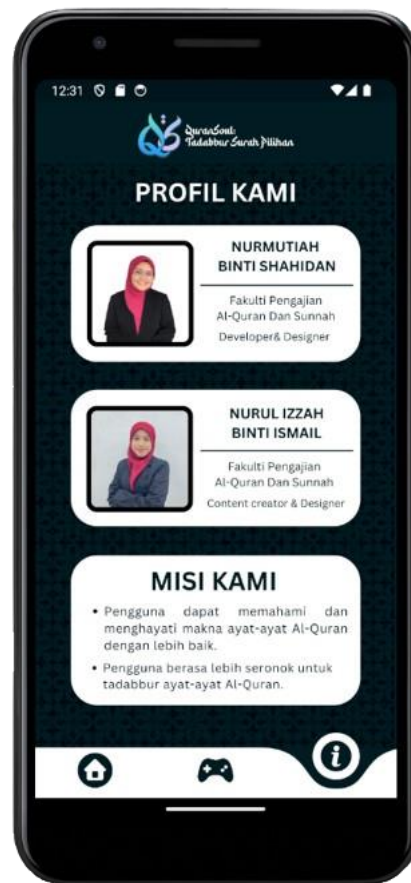 12:31
QuranSoul:
Tadabbur Surah Pilihan
PROFIL KAMI
NURMUTIAH
BINTI SHAHIDAN
Fakulti Pengajian
Al-Quran Dan Sunnah
Developer& Designer
NURUL IZZAH
BINTI ISMAIL
Fakulti Pengajian
Al-Quran Dan Sunnah
Content creator & Designer
MISI KAMI
• Pengguna dapat memahami dan
menghayati makna ayat-ayat Al-Quran
dengan lebih baik.
• Pengguna berasa lebih seronok untuk
tadabbur ayat-ayat Al-Quran.